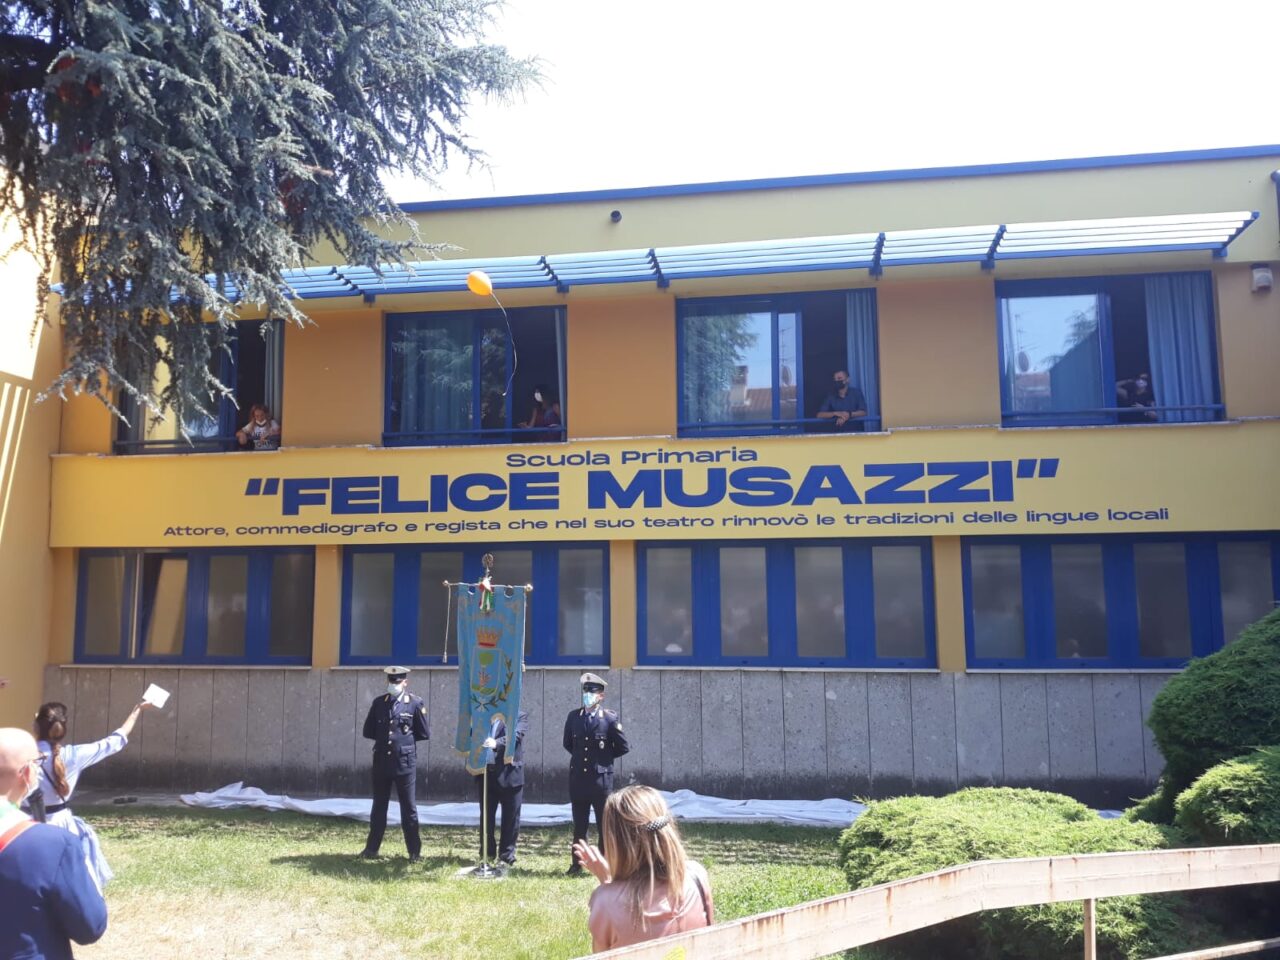 Scuola Primaria
"FELICE MUSAZZI"
Attore, commediografo e regista che nel suo teatro rinnovò le tradizioni delle lingue locali